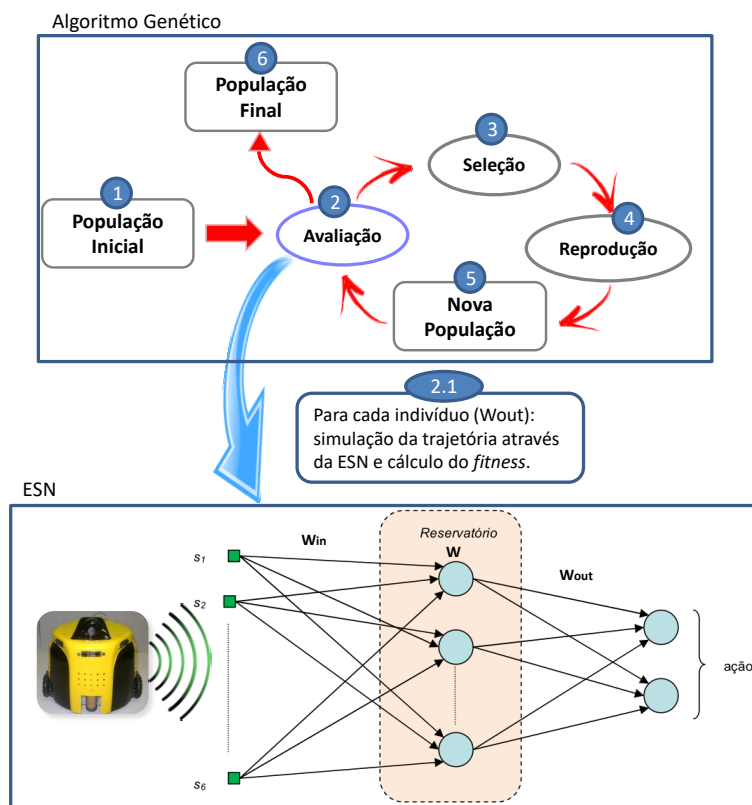 Algoritmo Genético
6
População
Final
3
Seleção
1
População
Inicial
2
Avaliação
4
Reprodução
5
Nova
População
2.1
Para cada indivíduo (Wout):
simulação da trajetória através
da ESN e cálculo do fitness.
ESN
Win
Reservatório
W
Wout
s1
s2
s6
ação